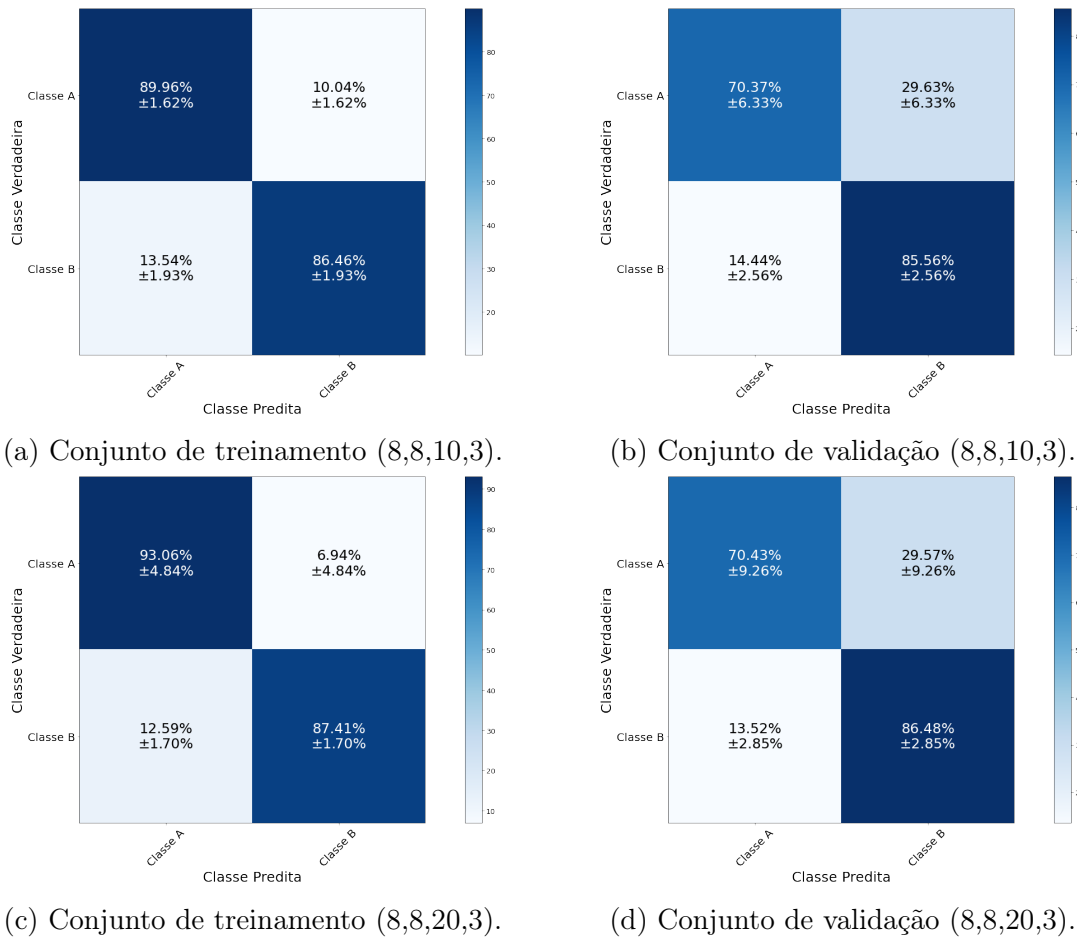 Classe Verdadeira
Classe A
89.96%
±1.62%
10.04%
±1.62%
Classe B
13.54%
±1.93%
86.46%
±1.93%
Classe A
Classe B
Classe Predita
80
70
60
50
40
30
20
(a) Conjunto de treinamento (8,8,10,3).
Classe Verdadeira
Classe A
70.37%
±6.33%
29.63%
±6.33%
Classe B
14.44%
±2.56%
85.56%
±2.56%
Classe A
Classe B
Classe Predita
(b) Conjunto de validação (8,8,10,3).
Classe Verdadeira
Classe A
93.06%
±4.84%
6.94%
±4.84%
Classe B
12.59%
±1.70%
87.41%
±1.70%
Classe A
Classe B
Classe Predita
90
80
70
60
50
40
30
20
10
(c) Conjunto de treinamento (8,8,20,3).
Classe Verdadeira
Classe A
70.43%
±9.26%
29.57%
±9.26%
Classe B
13.52%
±2.85%
86.48%
±2.85%
Classe A
Classe B
Classe Predita
(d) Conjunto de validação (8,8,20,3).